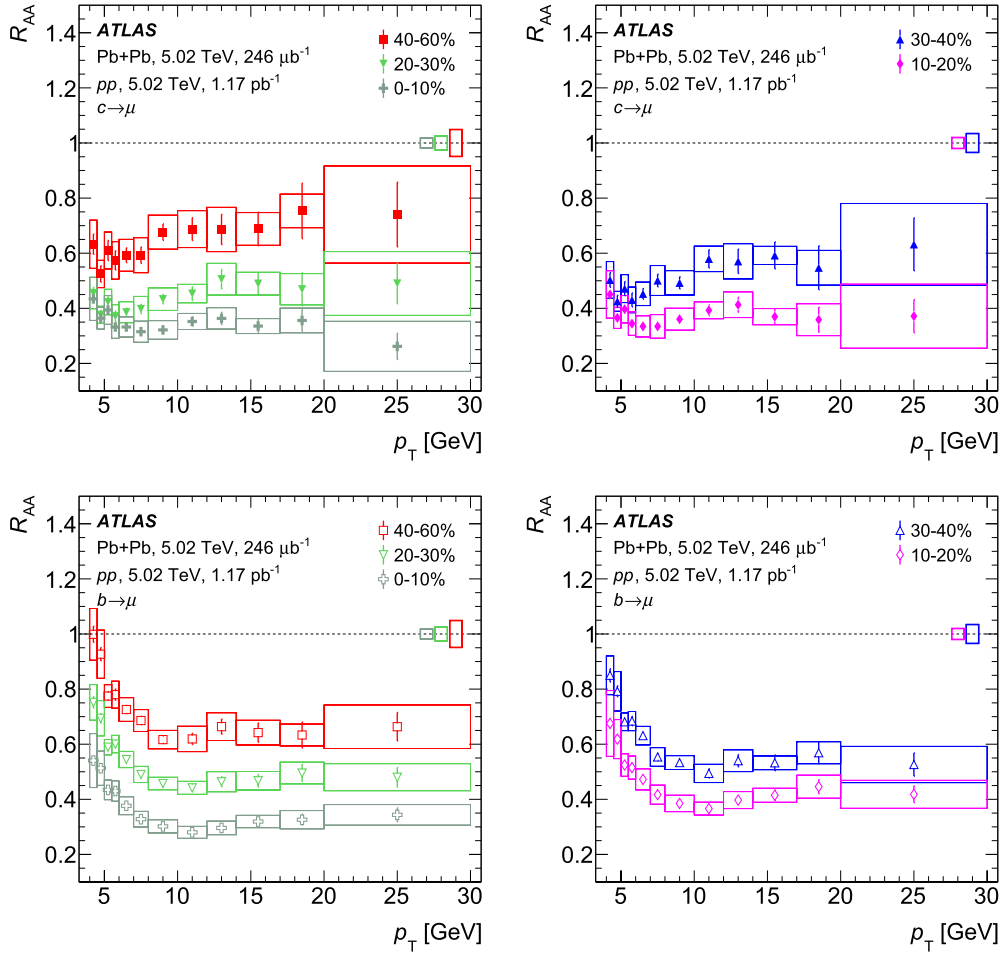 ATLAS
Pb+Pb, 5.02 TeV, 246 μb⁻¹
pp, 5.02 TeV, 1.17 pb⁻¹
c→μ
40-60%
20-30%
0-10%
R_AA
1.4
1.2
1
0.8
0.6
0.4
0.2
5 10 15 20 25 30
p_T [GeV]
ATLAS
Pb+Pb, 5.02 TeV, 246 μb⁻¹
pp, 5.02 TeV, 1.17 pb⁻¹
c→μ
30-40%
10-20%
R_AA
1.4
1.2
1
0.8
0.6
0.4
0.2
5 10 15 20 25 30
p_T [GeV]
ATLAS
Pb+Pb, 5.02 TeV, 246 μb⁻¹
pp, 5.02 TeV, 1.17 pb⁻¹
b→μ
40-60%
20-30%
0-10%
R_AA
1.4
1.2
1
0.8
0.6
0.4
0.2
5 10 15 20 25 30
p_T [GeV]
ATLAS
Pb+Pb, 5.02 TeV, 246 μb⁻¹
pp, 5.02 TeV, 1.17 pb⁻¹
b→μ
30-40%
10-20%
R_AA
1.4
1.2
1
0.8
0.6
0.4
0.2
5 10 15 20 25 30
p_T [GeV]